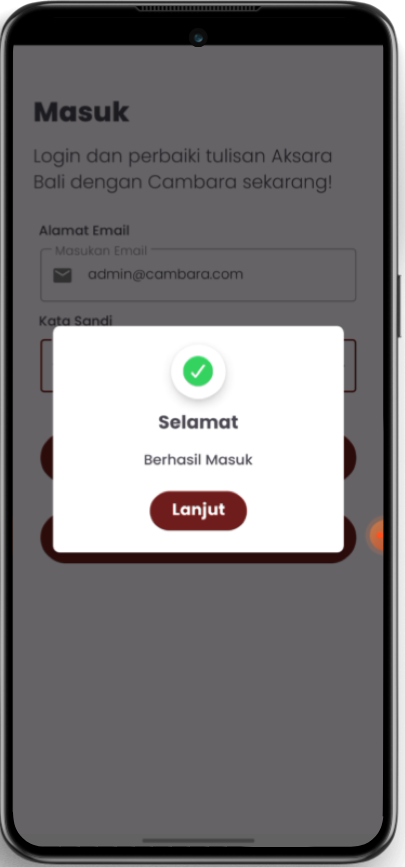 Masuk
Login dan perbaiki tulisan Aksara
Bali dengan Cambara sekarang!
Alamat Email
Masukan Email
admin@cambara.com
Kata Sandi
Selamat
Berhasil Masuk
Lanjut